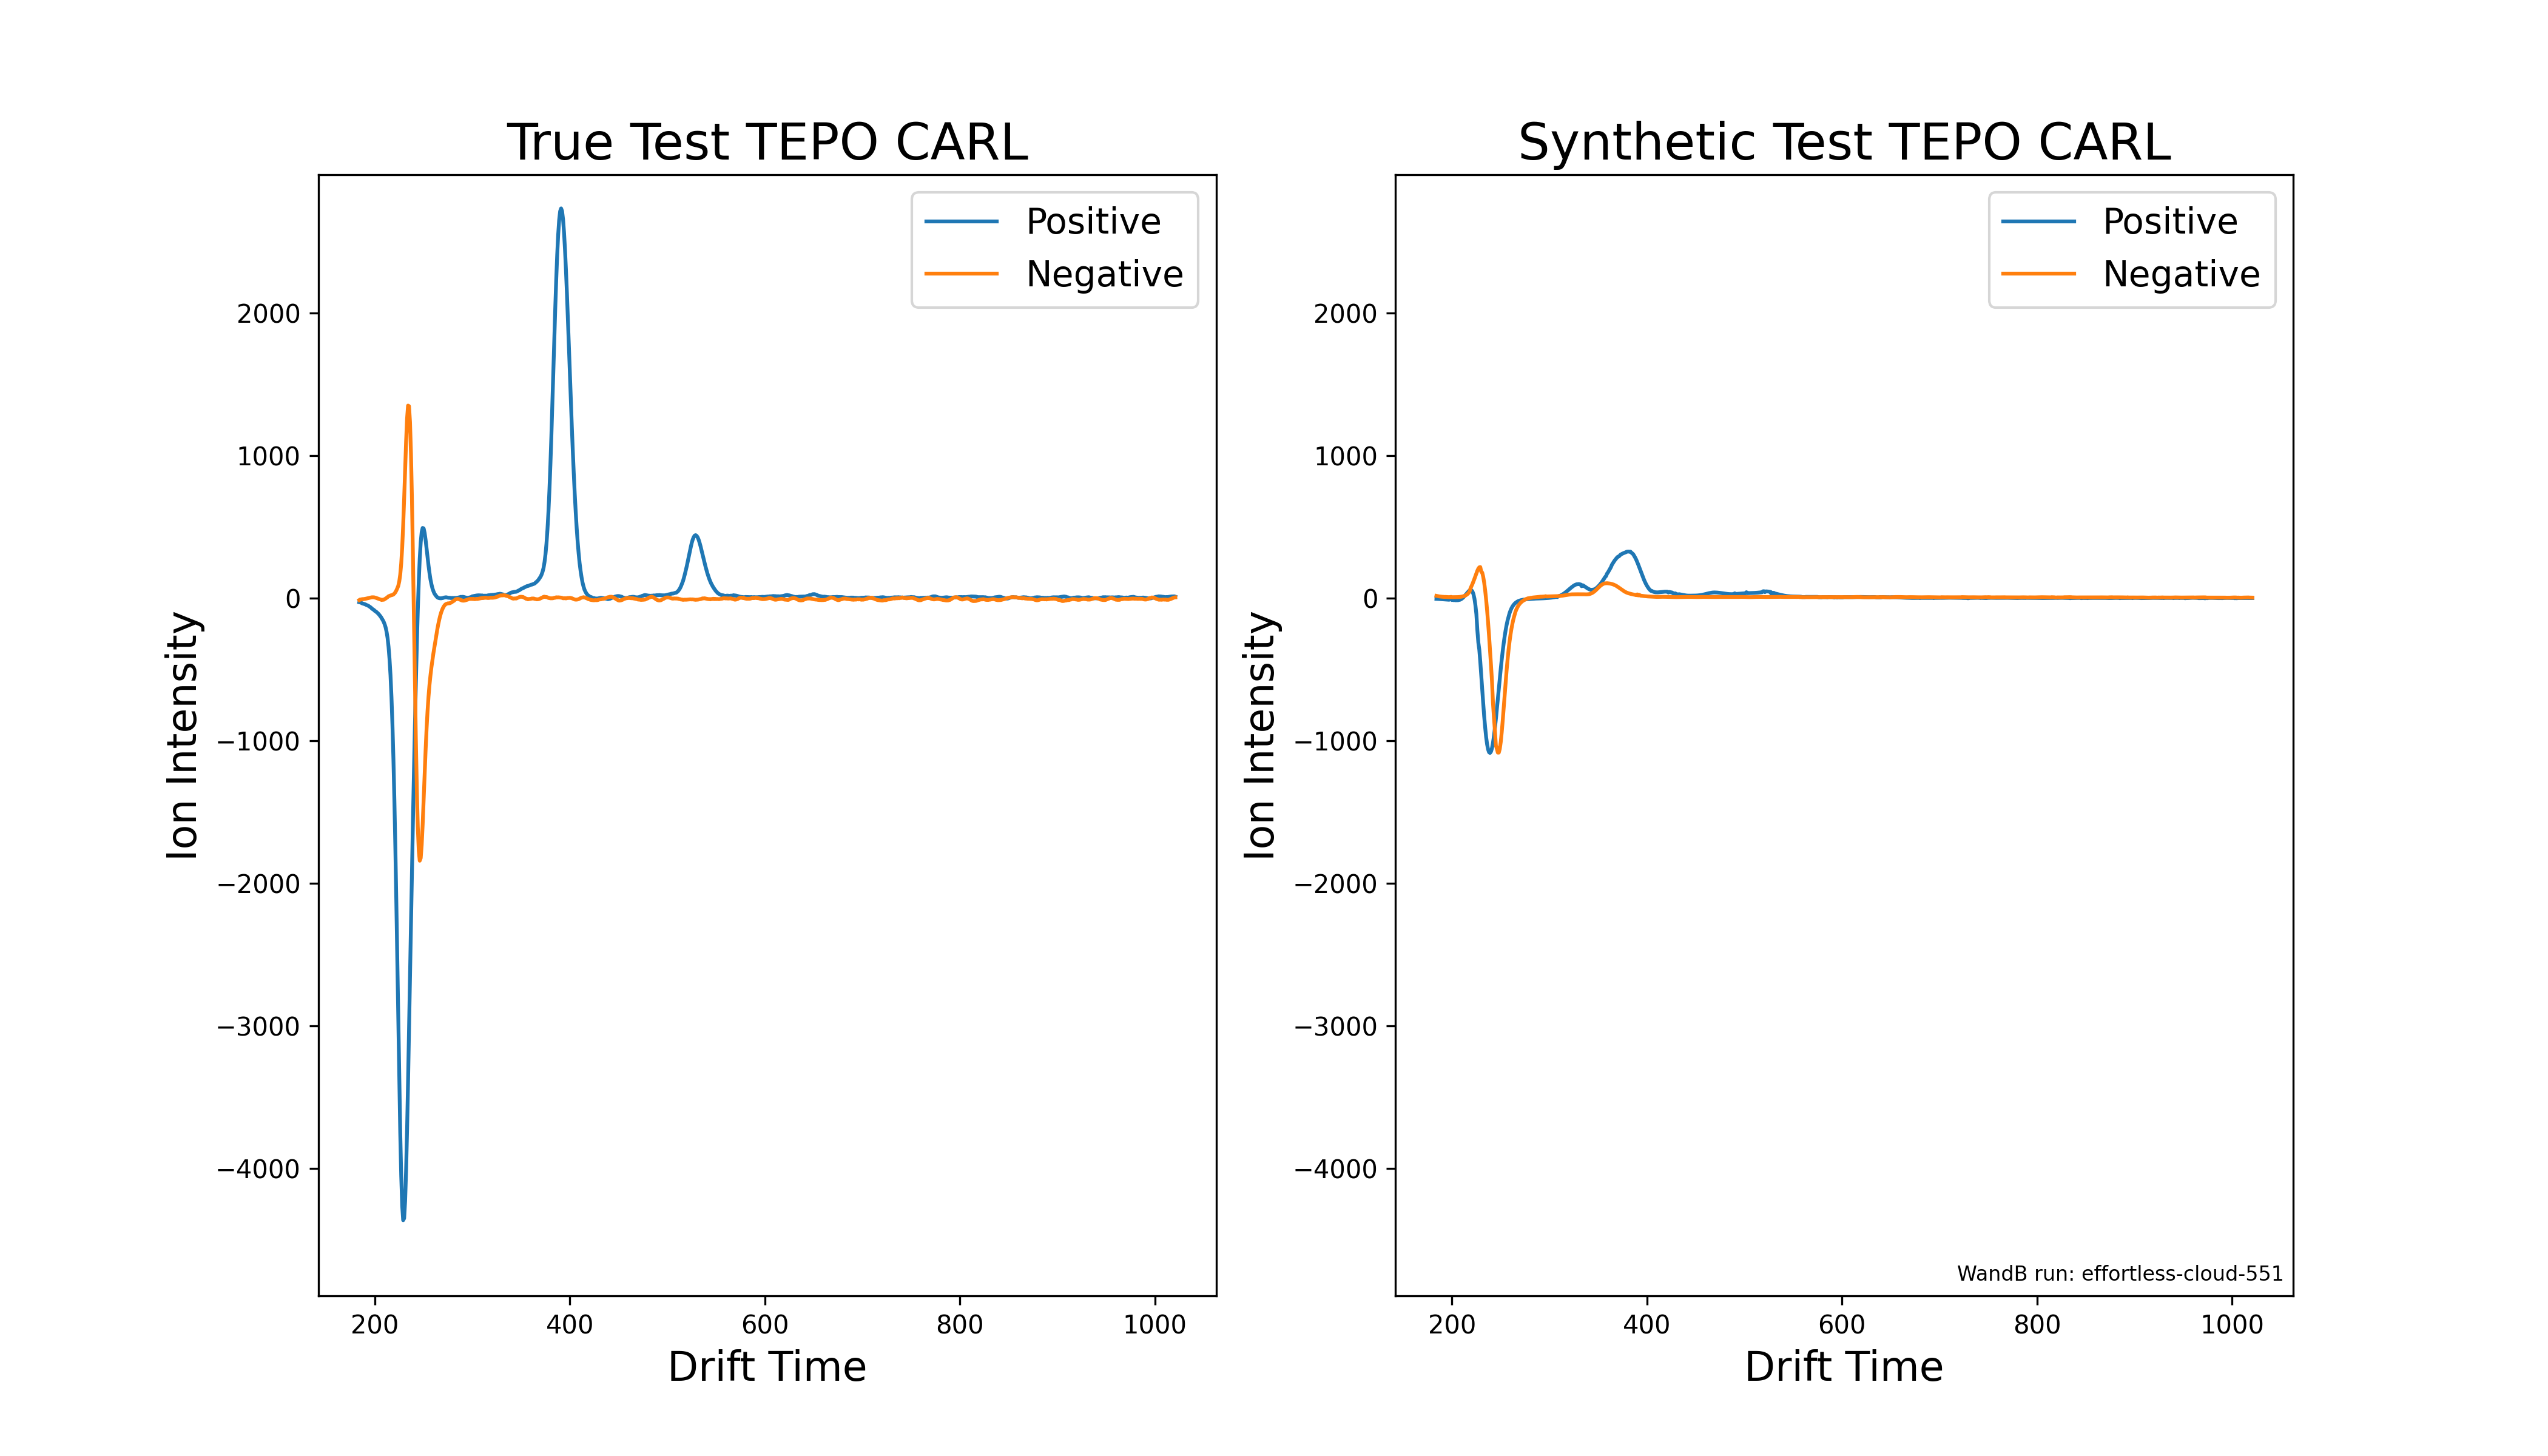 True Test TEPO CARL
Positive
Negative
2000
1000
0
−1000
−2000
−3000
−4000
Ion Intensity
200 400 600 800 1000
Drift Time
Synthetic Test TEPO CARL
Positive
Negative
2000
1000
0
−1000
−2000
−3000
−4000
Ion Intensity
WandB run: effortless-cloud-551
200 400 600 800 1000
Drift Time